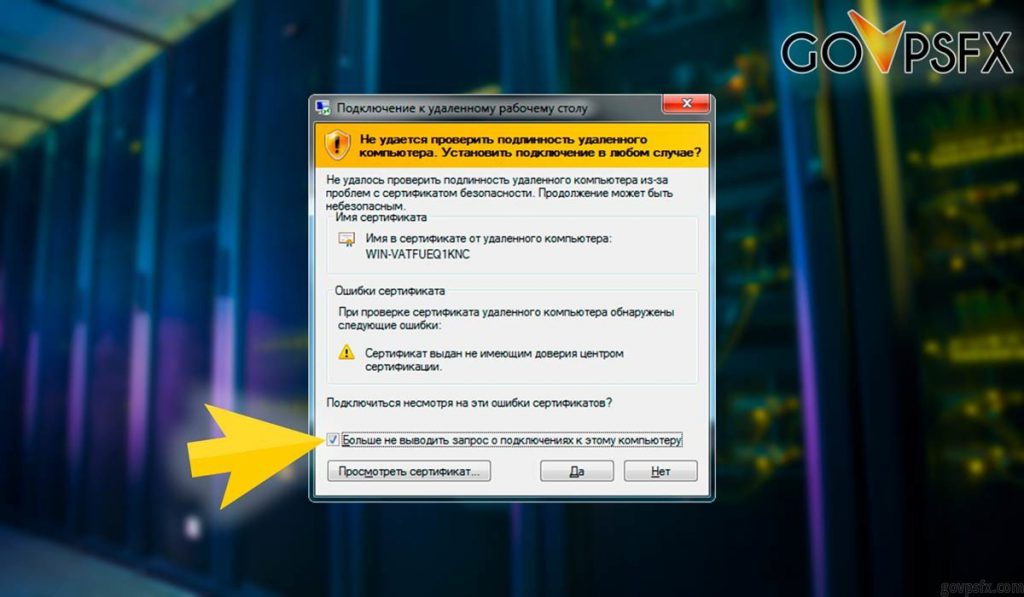 GOVPSFX
Подключение к удаленному рабочему столу
Не удается проверить подлинность удаленного
компьютера. Установить подключение в любом случае?
Не удалось проверить подлинность удаленного компьютера из-за
проблем с сертификатом безопасности. Продолжение может быть
небезопасным.
Имя сертификата
Имя в сертификате от удаленного компьютера:
WIN-VATFUEQ1KNC
Ошибки сертификата
При проверке сертификата удаленного компьютера обнаружены
следующие ошибки:
Сертификат выдан не имеющим доверия центром
сертификации.
Подключиться несмотря на эти ошибки сертификатов?
Больше не выводить запрос о подключениях к этому компьютеру
Просмотреть сертификат...
Да
Нет
govpsfx.com